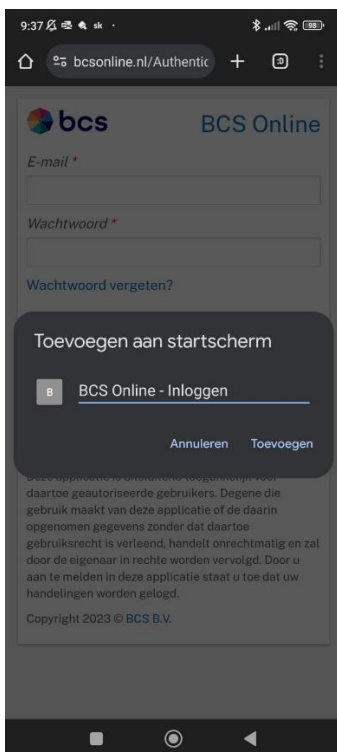 9:37 sk ·
98
bcsonline.nl/Authentic
:D
bcs
BCS Online
E-mail *
Wachtwoord *
Wachtwoord vergeten?
Toevoegen aan startscherm
B
BCS Online - Inloggen
Annuleren Toevoegen
daartoe geautoriseerde gebruikers. Degene die
gebruik maakt van deze applicatie of de daarin
opgenomen gegevens zonder dat daartoe
gebruiksrecht is verleend, handelt onrechtmatig en zal
door de eigenaar in rechte worden vervolgd. Door u
aan te melden in deze applicatie staat u toe dat uw
handelingen worden gelogd.
Copyright 2023 © BCS B.V.